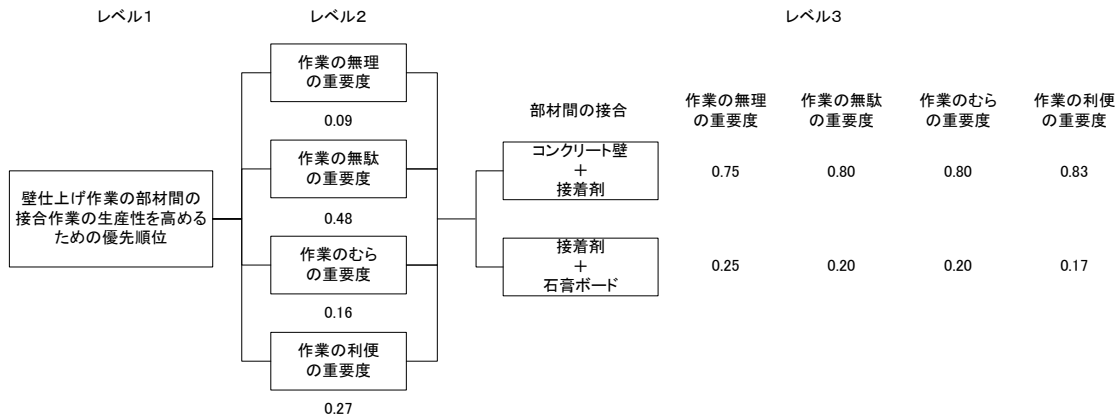 レベル1
レベル2
レベル3
壁仕上げ作業の部材間の
接合作業の生産性を高める
ための優先順位
作業の無理
の重要度
0.09
作業の無駄
の重要度
0.48
作業のむら
の重要度
0.16
作業の利便
の重要度
0.27
部材間の接合
作業の無理
の重要度
作業の無駄
の重要度
作業のむら
の重要度
作業の利便
の重要度
コンクリート壁
+
接着剤
0.75
0.80
0.80
0.83
接着剤
+
石膏ボード
0.25
0.20
0.20
0.17